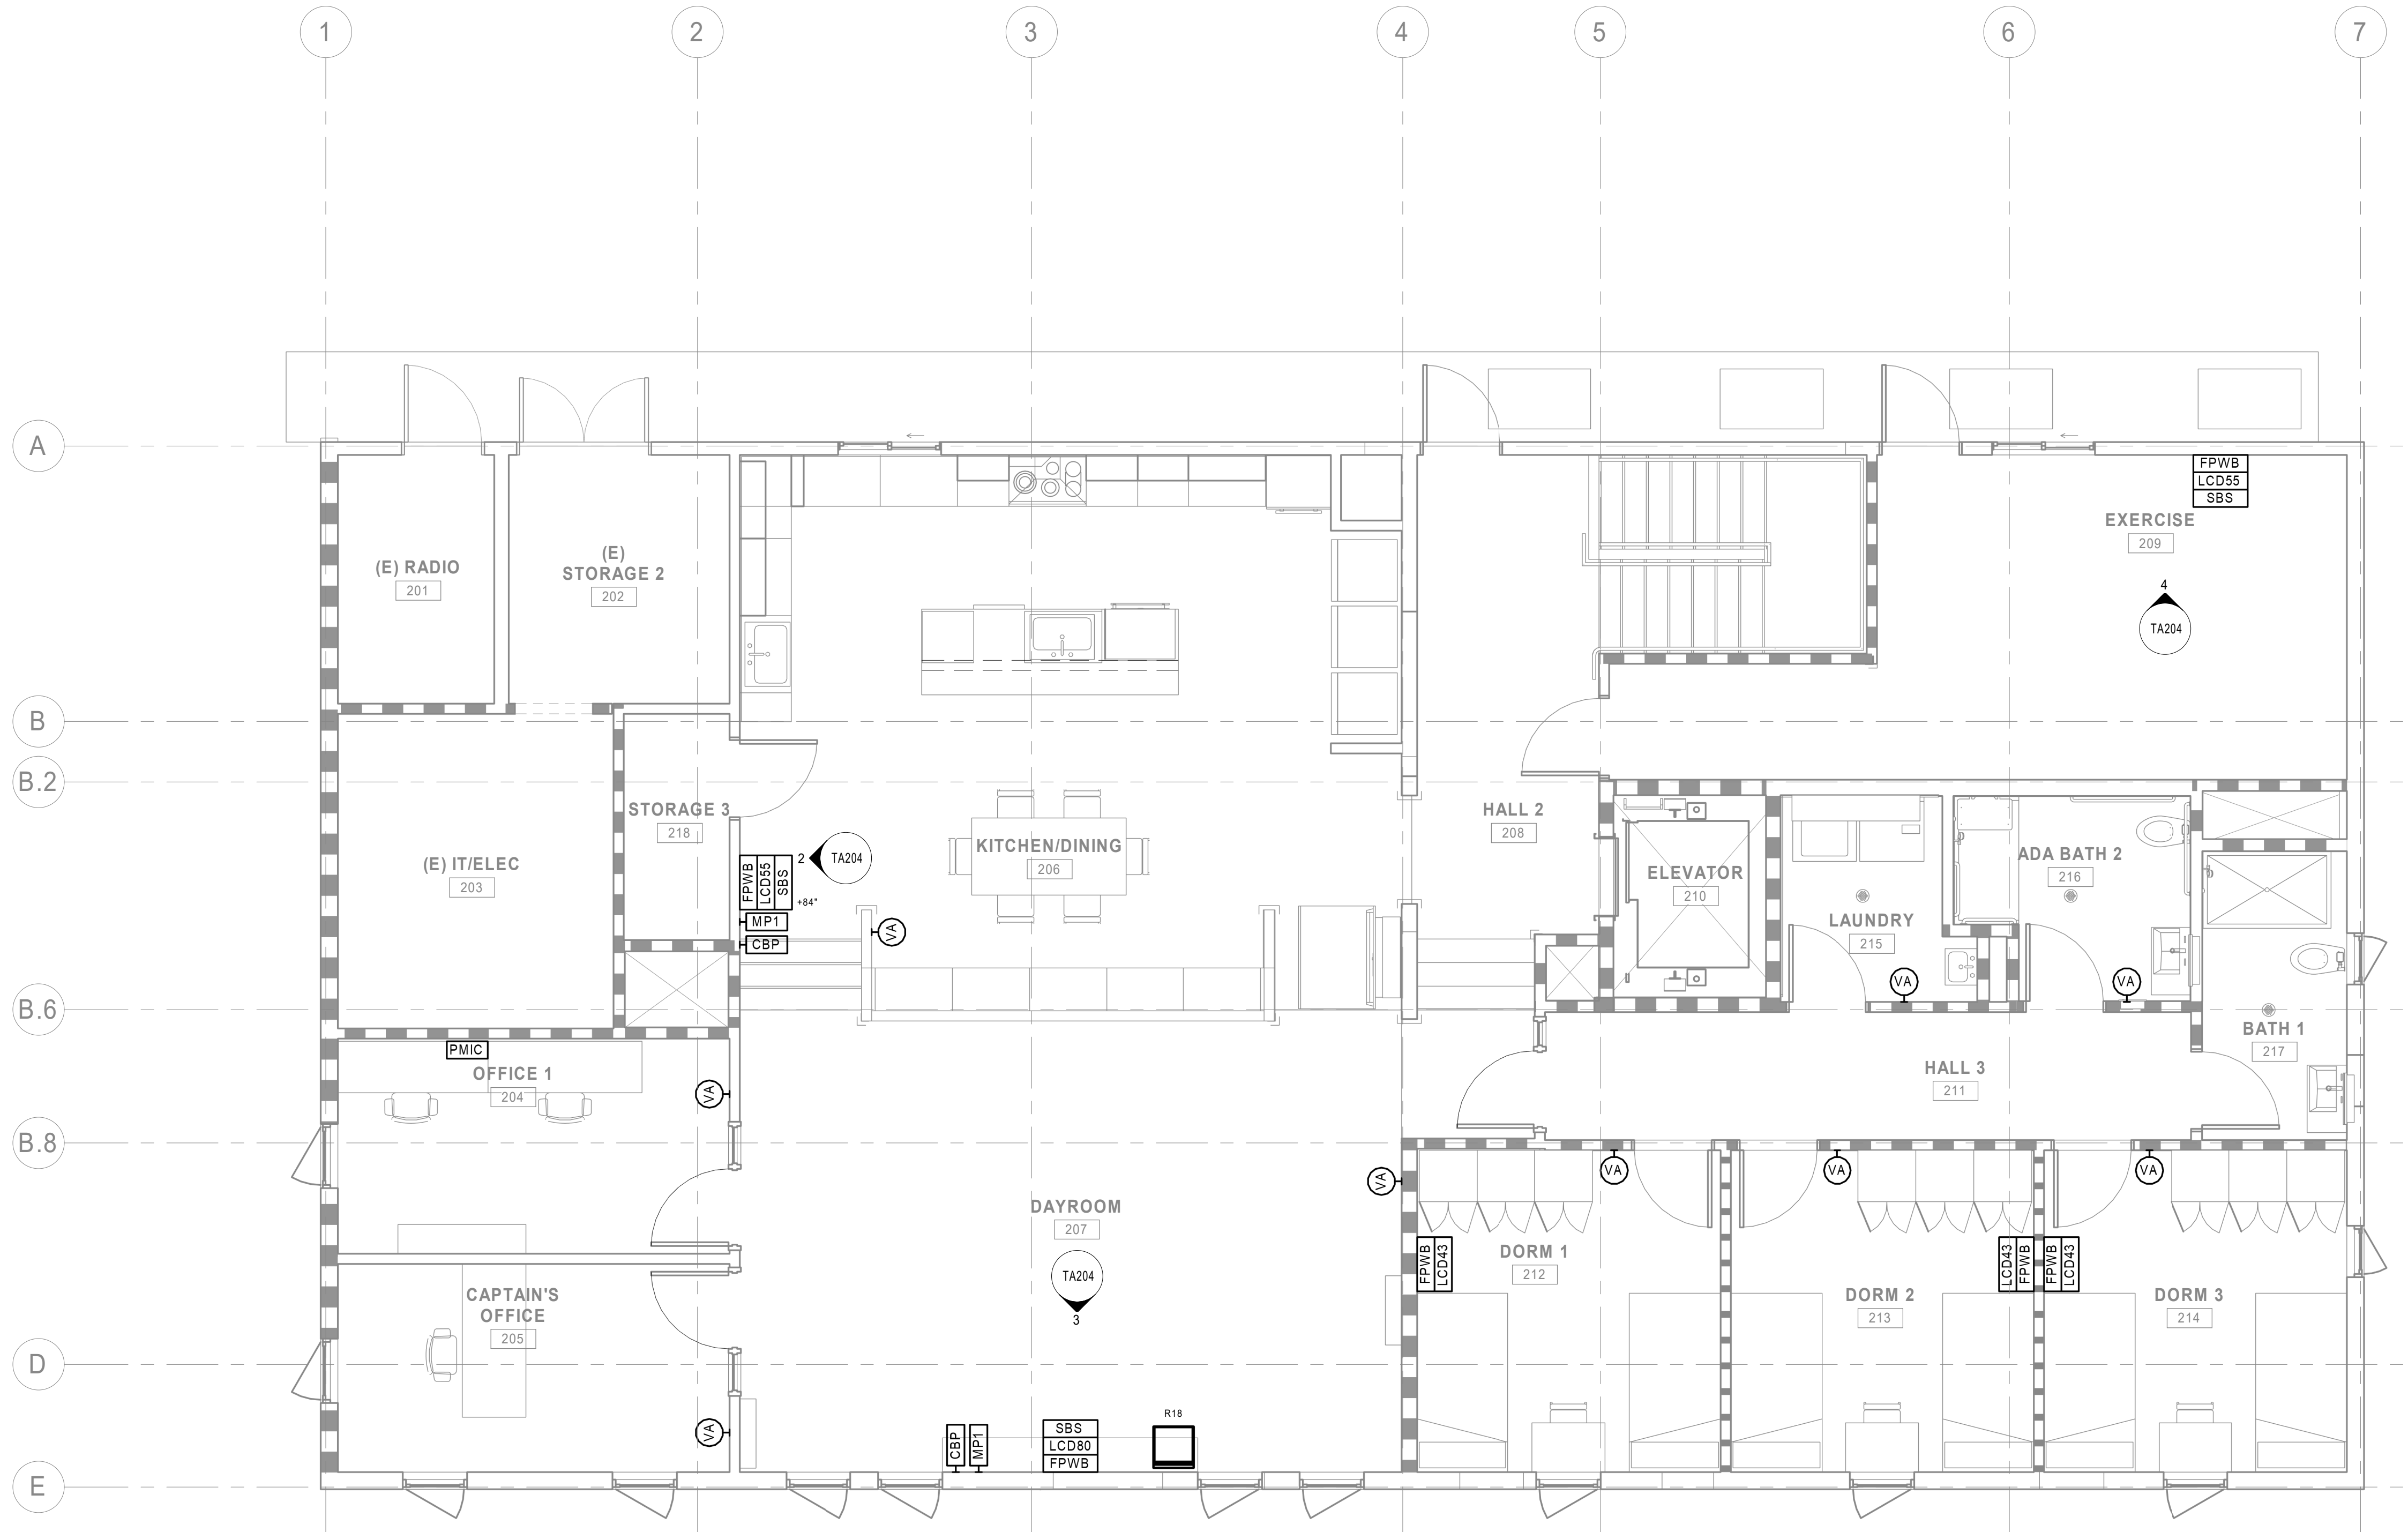 1
2
3
4
5
6
7
A
B
B.2
B.6
B.8
D
E
(E) RADIO
201
(E)
STORAGE 2
202
FPWB
LCD55
SBS
EXERCISE
209
4
TA204
STORAGE 3
218
(E) IT/ELEC
203
FPWB
LCD55
SBS
2
TA204
+84"
MP1
CBP
KITCHEN/DINING
206
VA
HALL 2
208
ELEVATOR
210
LAUNDRY
215
VA
ADA BATH 2
216
VA
BATH 1
217
PMIC
OFFICE 1
204
VA
HALL 3
211
DAYROOM
207
TA204
3
VA
VA
VA
VA
FPWB
LCD43
DORM 1
212
LCD43
FPWB
FPWB
LCD43
DORM 2
213
DORM 3
214
CAPTAIN'S
OFFICE
205
VA
CBP
MP1
SBS
LCD80
FPWB
R18